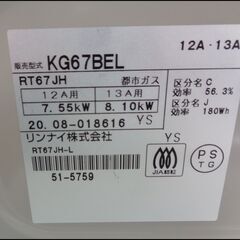 販売型式 KG67BEL 12A・13A
RT67JH 都市ガス 区分名 C
12A用 13A用 効率 56.3%
7.55kW 8.10kW 区分名 J
20.08-018616 YS 効率 180Wh
リンナイ株式会社
RT67JH-L YS
51-5759 JIA認証
PS
TG